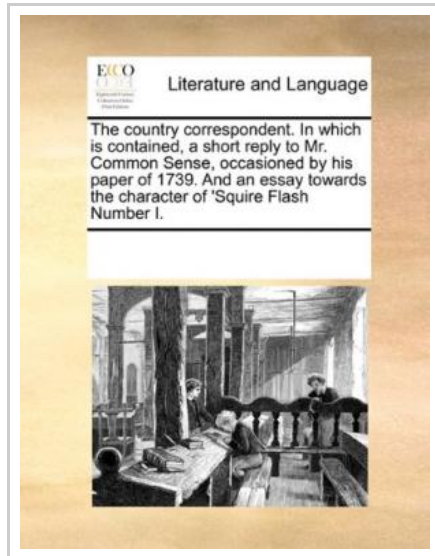 ECCO
Literature and Language
The country correspondent. In which
is contained, a short reply to Mr.
Common Sense, occasioned by his
paper of 1739. And an essay towards
the character of 'Squire Flash
Number I.